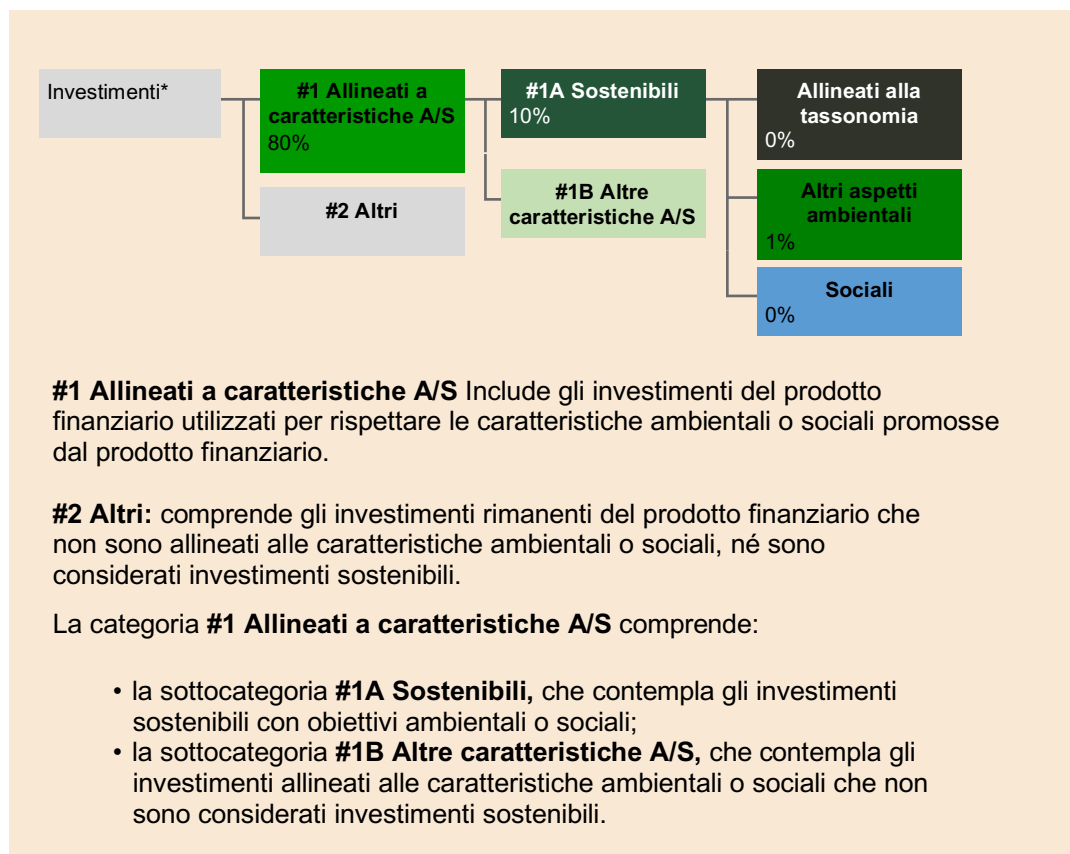 Investimenti*
#1 Allineati a
caratteristiche A/S
80%
#2 Altri
#1A Sostenibili
10%
#1B Altre
caratteristiche A/S
Allineati alla
tassonomia
0%
Altri aspetti
ambientali
1%
Sociali
0%
#1 Allineati a caratteristiche A/S Include gli investimenti del prodotto
finanziario utilizzati per rispettare le caratteristiche ambientali o sociali promosse
dal prodotto finanziario.
#2 Altri: comprende gli investimenti rimanenti del prodotto finanziario che
non sono allineati alle caratteristiche ambientali o sociali, né sono
considerati investimenti sostenibili.
La categoria #1 Allineati a caratteristiche A/S comprende:
• la sottocategoria #1A Sostenibili, che contempla gli investimenti
sostenibili con obiettivi ambientali o sociali;
• la sottocategoria #1B Altre caratteristiche A/S, che contempla gli
investimenti allineati alle caratteristiche ambientali o sociali che non
sono considerati investimenti sostenibili.